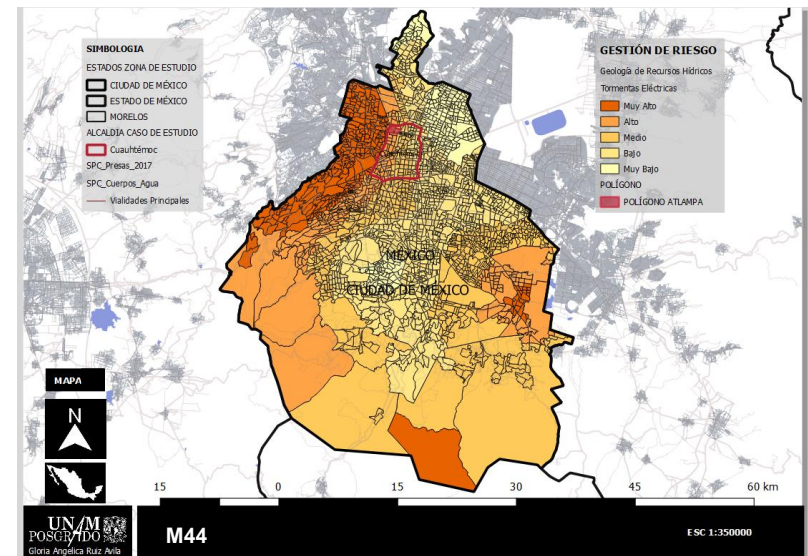 SIMBOLOGIA
ESTADOS ZONA DE ESTUDIO
CIUDAD DE MÉXICO
ESTADO DE MÉXICO
MORELOS
ALCALDIA CASO DE ESTUDIO
Cuauhtémoc
SPC_Presas_2017
SPC_Cuerpos_Agua
Vialidades Principales
GESTIÓN DE RIESGO
Geología de Recursos Hídricos
Tormentas Eléctricas
Muy Alto
Alto
Medio
Bajo
Muy Bajo
POLÍGONO
POLÍGONO ATLAMPA
MÉXICO
CIUDAD DE MÉXICO
MAPA
N
15 0 15 30 45 60 km
UNAM
POSGRADO
Gloria Angélica Ruiz Avila
M44
ESC 1:350000